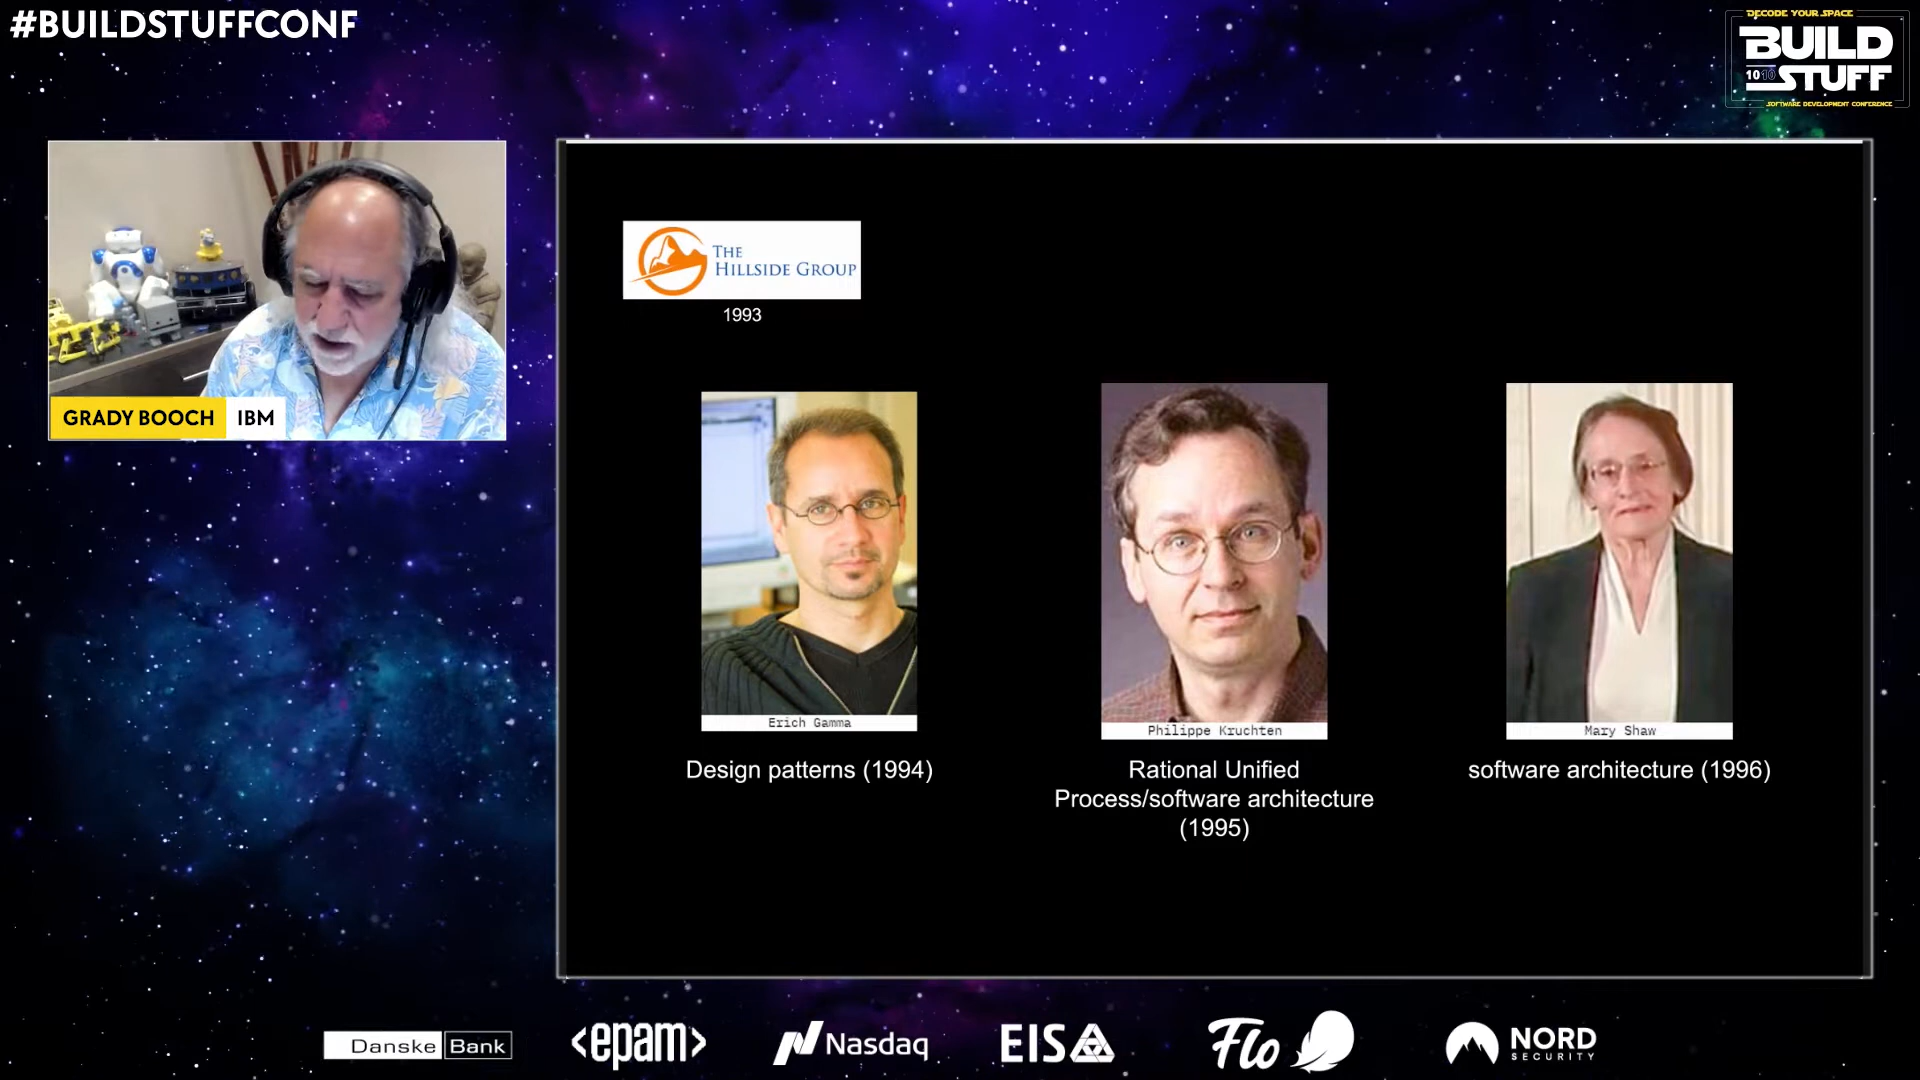 #BUILDSTUFFCONF
DECODE YOUR SPACE
BUILD
1010 STUFF
SOFTWARE DEVELOPMENT CONFERENCE
THE
HILLSIDE GROUP
1993
GRADY BOOCH IBM
Erich Gamma
Philippe Kruchten
Mary Shaw
Design patterns (1994)
Rational Unified
Process/software architecture
(1995)
software architecture (1996)
Danske Bank
<epam>
Nasdaq
EIS
Flo
NORD
SECURITY